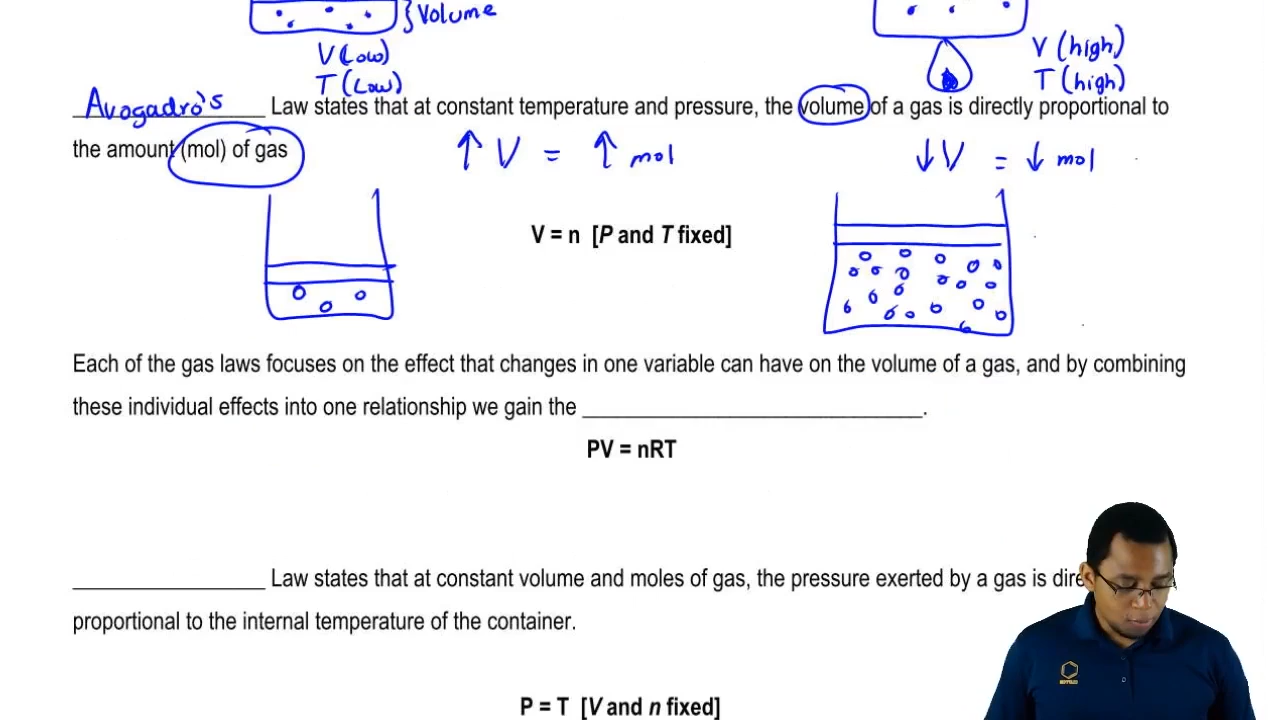 Volume
V (Low)
T (Low)
V (high)
T (high)
Avogadro's Law states that at constant temperature and pressure, the volume of a gas is directly proportional to
the amount (mol) of gas
↑ V = ↑ mol
↓ V = ↓ mol
V = n [P and T fixed]
Each of the gas laws focuses on the effect that changes in one variable can have on the volume of a gas, and by combining
these individual effects into one relationship we gain the ______________________________.
PV = nRT
________________ Law states that at constant volume and moles of gas, the pressure exerted by a gas is dire
proportional to the internal temperature of the container.
P = T [V and n fixed]